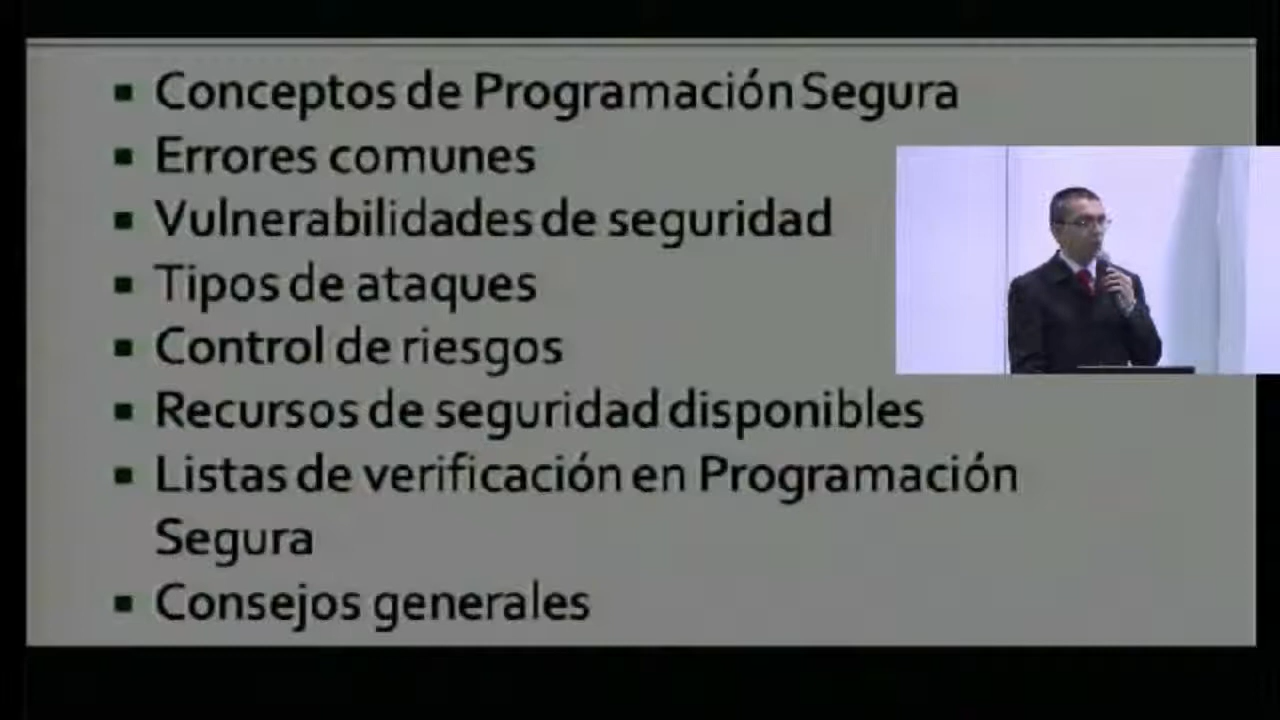 Conceptos de Programación Segura
Errores comunes
Vulnerabilidades de seguridad
Tipos de ataques
Control de riesgos
Recursos de seguridad disponibles
Listas de verificación en Programación
Segura
Consejos generales